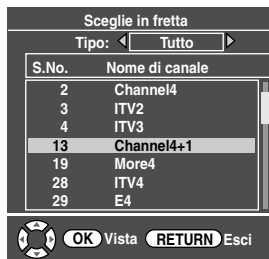 Sceglie in fretta
Tipo: Tutto
S.No. Nome di canale
2 Channel4
3 ITV2
4 ITV3
13 Channel4+1
19 More4
28 ITV4
29 E4
OK Vista RETURN Esci